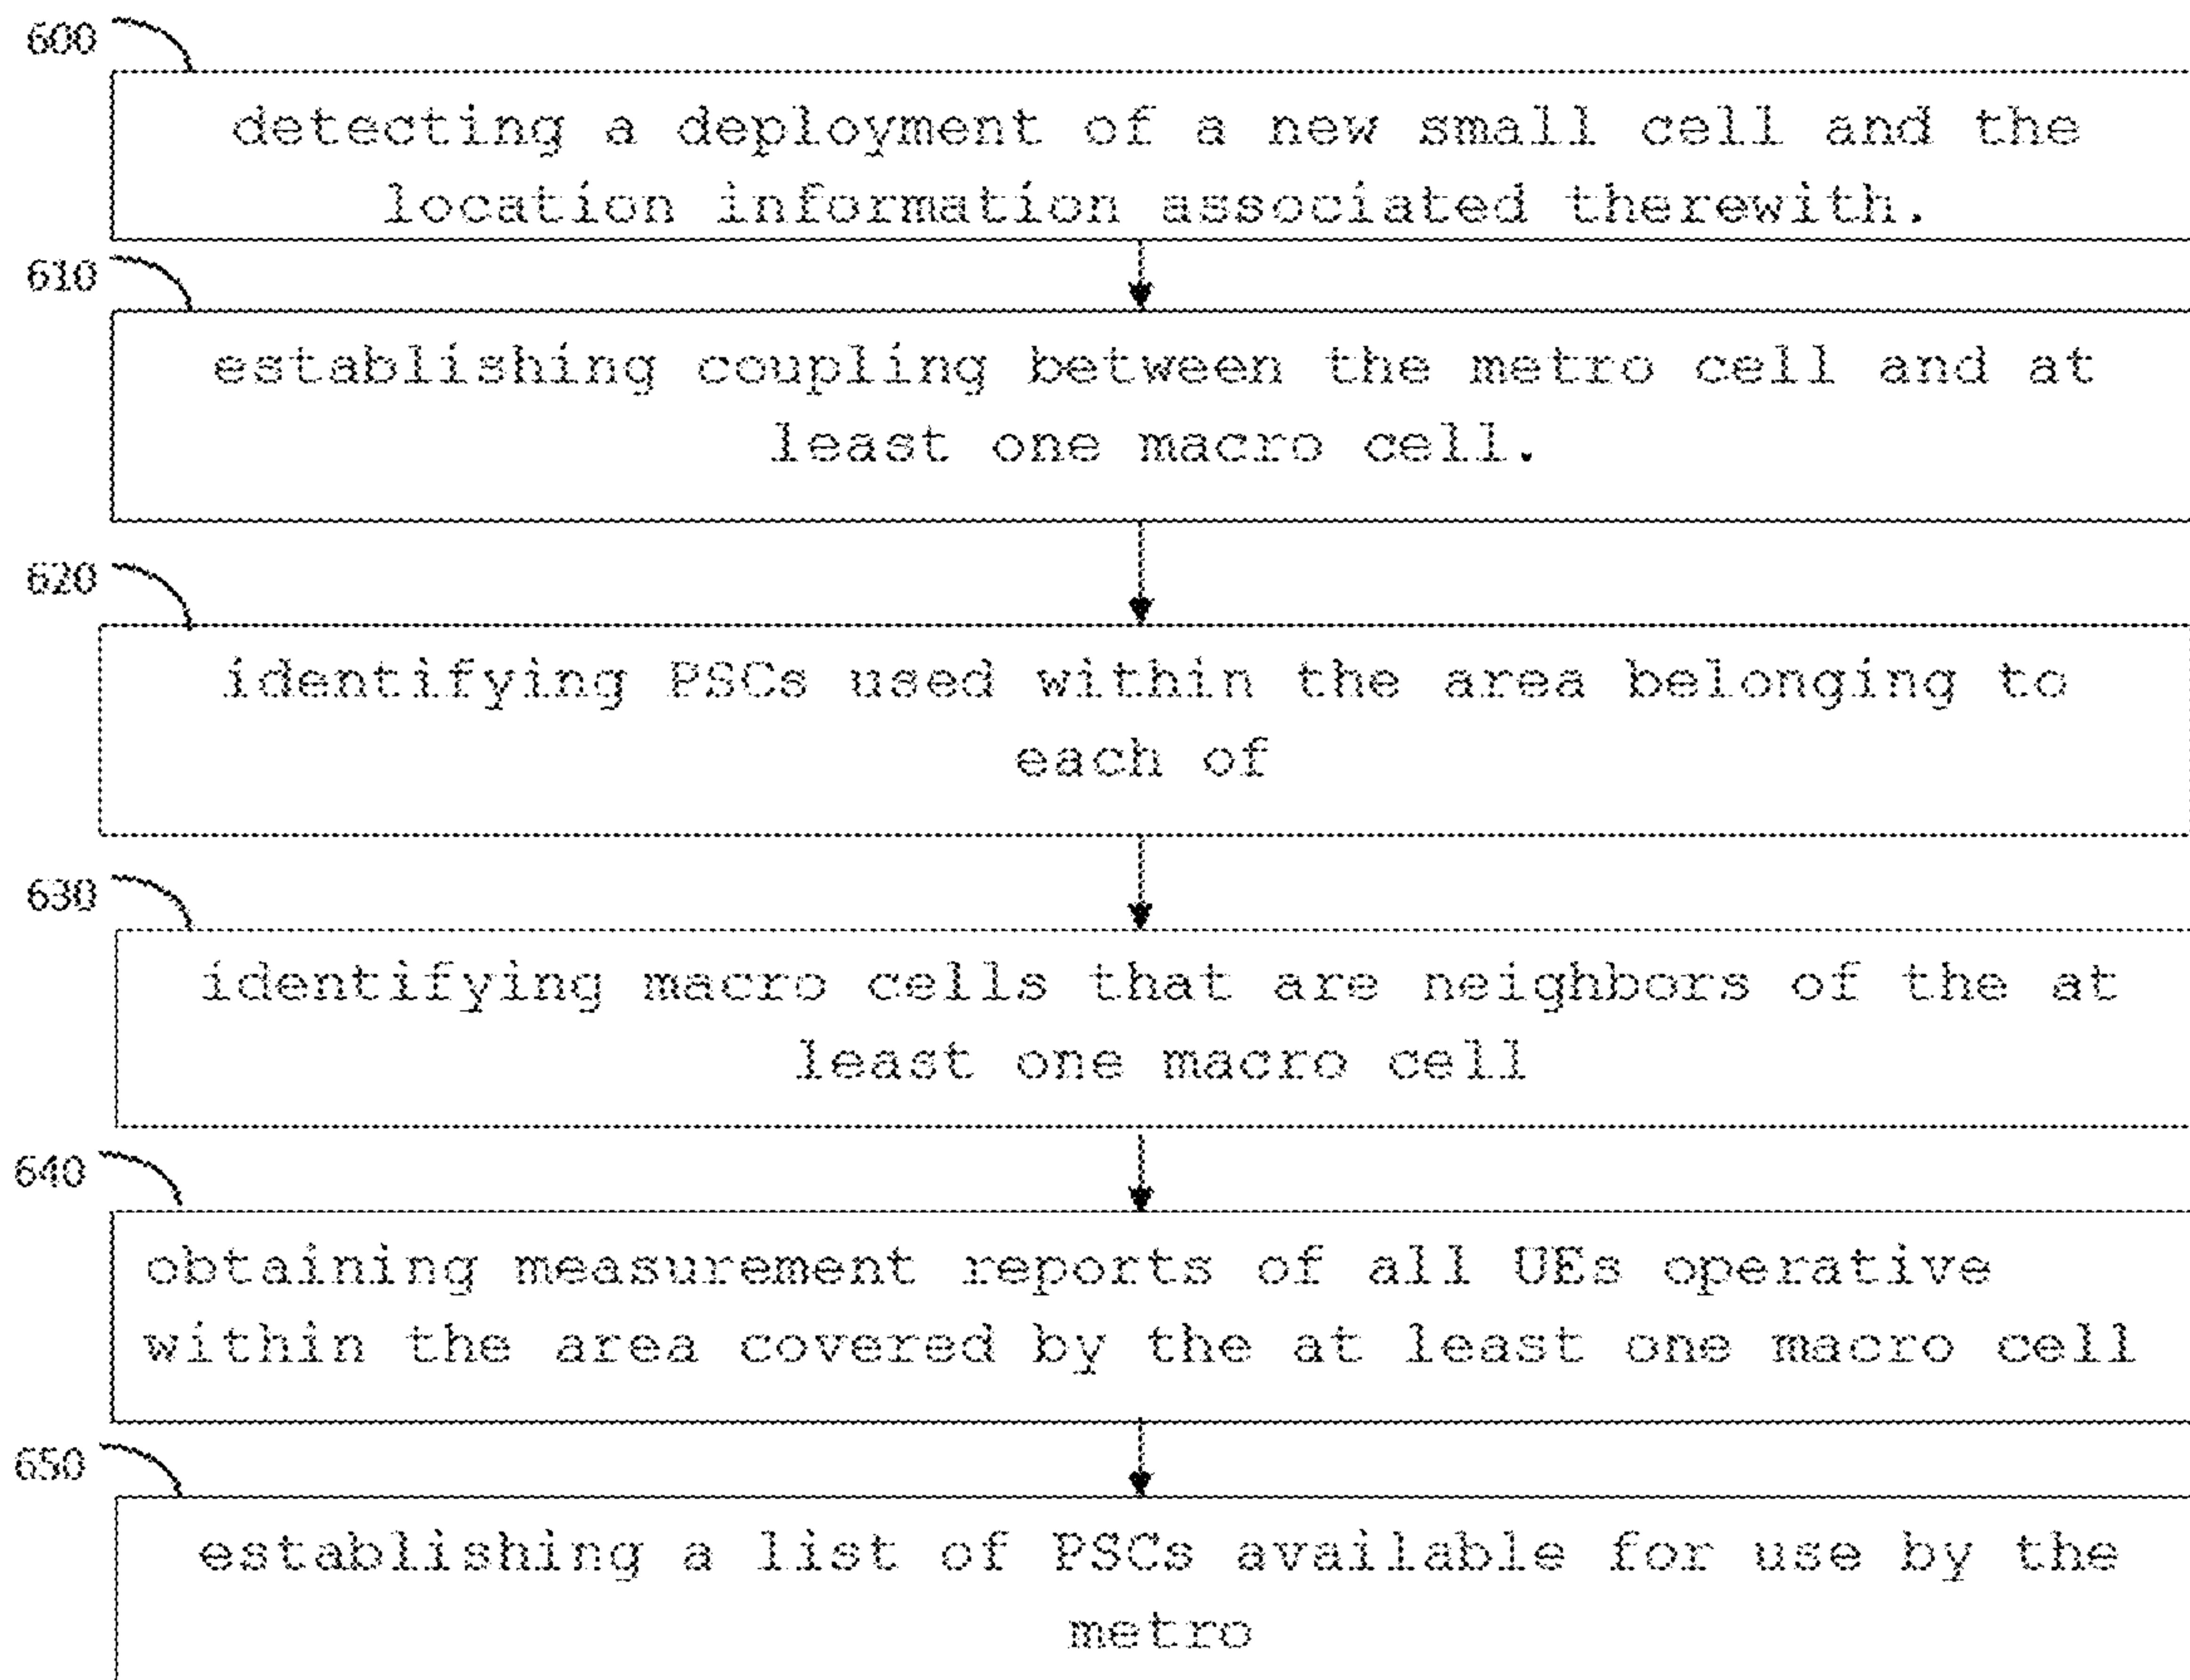 600
detecting a deployment of a new small cell and the
location information associated therewith.
610
establishing coupling between the metro cell and at
least one macro cell.
620
identifying PSCs used within the area belonging to
each of
630
identifying macro cells that are neighbors of the at
least one macro cell
640
obtaining measurement reports of all UEs operative
within the area covered by the at least one macro cell
650
establishing a list of PSCs available for use by the
metro